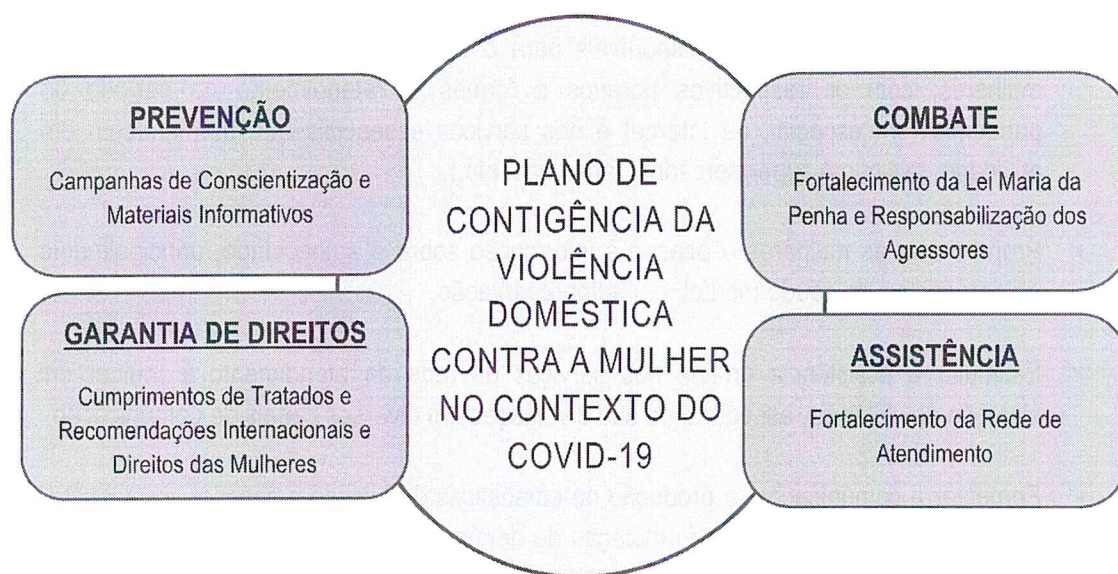 PREVENÇÃO
Campanhas de Conscientização e
Materiais Informativos
GARANTIA DE DIREITOS
Cumprimentos de Tratados e
Recomendações Internacionais e
Direitos das Mulheres
PLANO DE
CONTIGÊNCIA DA
VIOLÊNCIA
DOMÉSTICA
CONTRA A MULHER
NO CONTEXTO DO
COVID-19
COMBATE
Fortalecimento da Lei Maria da
Penha e Responsabilização dos
Agressores
ASSISTÊNCIA
Fortalecimento da Rede de
Atendimento